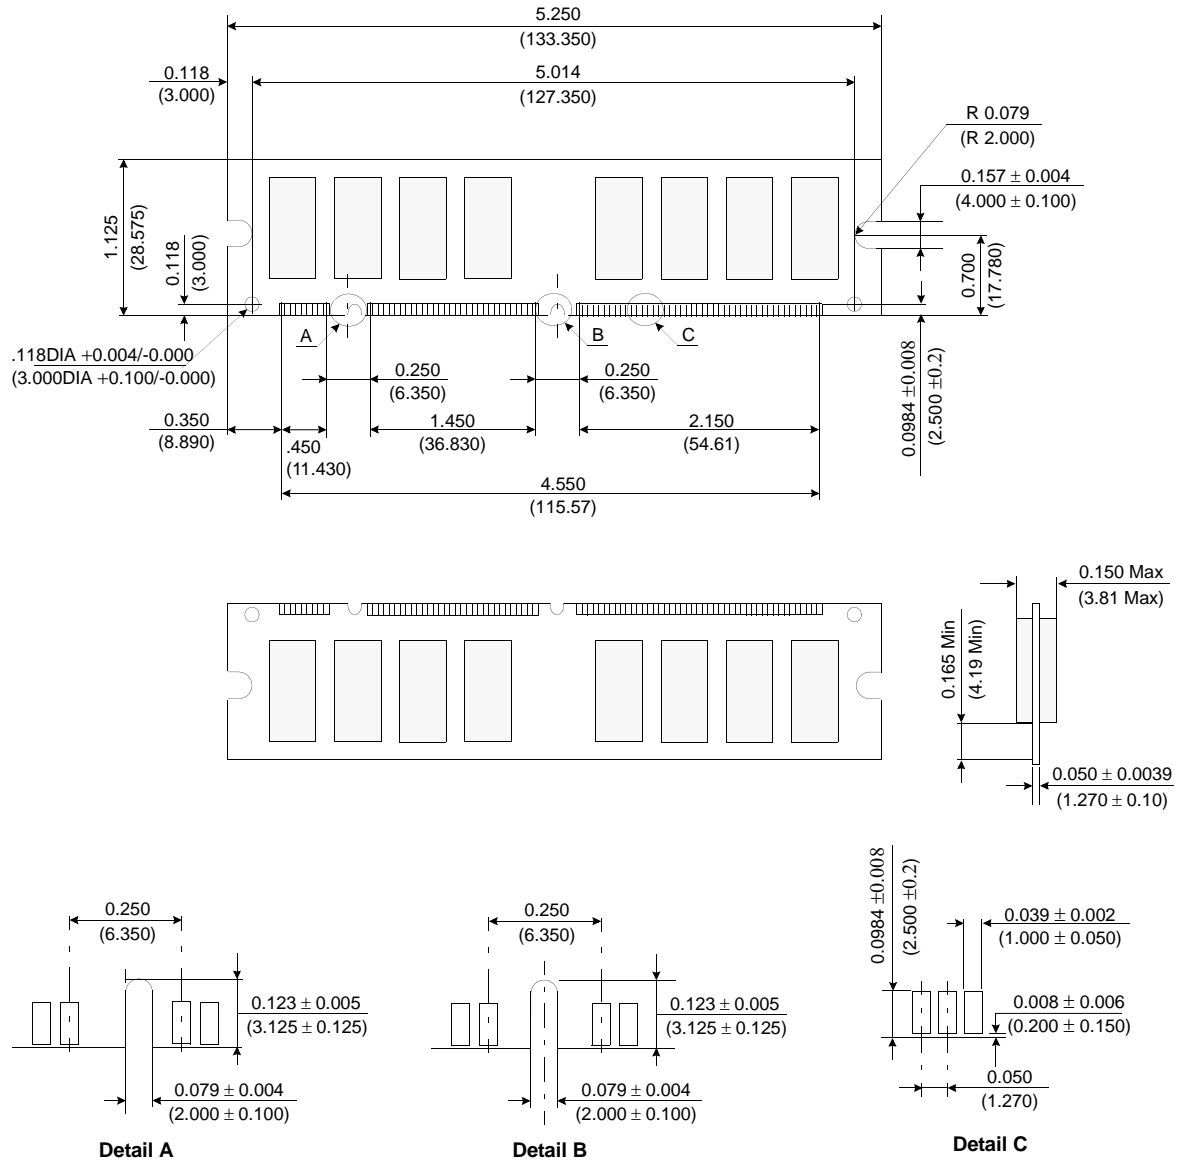 5.250
(133.350)
0.118
(3.000)
5.014
(127.350)
R 0.079
(R 2.000)
0.157 ± 0.004
(4.000 ± 0.100)
1.125
(28.575)
0.118
(3.000)
0.700
(17.780)
A
B
C
.118DIA +0.004/-0.000
(3.000DIA +0.100/-0.000)
0.250
(6.350)
0.250
(6.350)
0.0984 ±0.008
(2.500 ±0.2)
0.350
(8.890)
.450
(11.430)
1.450
(36.830)
2.150
(54.61)
4.550
(115.57)
0.150 Max
(3.81 Max)
0.165 Min
(4.19 Min)
0.050 ± 0.0039
(1.270 ± 0.10)
0.250
(6.350)
0.123 ± 0.005
(3.125 ± 0.125)
0.079 ± 0.004
(2.000 ± 0.100)
Detail A
0.250
(6.350)
0.123 ± 0.005
(3.125 ± 0.125)
0.079 ± 0.004
(2.000 ± 0.100)
Detail B
0.0984 ±0.008
(2.500 ±0.2)
0.039 ± 0.002
(1.000 ± 0.050)
0.008 ± 0.006
(0.200 ± 0.150)
0.050
(1.270)
Detail C